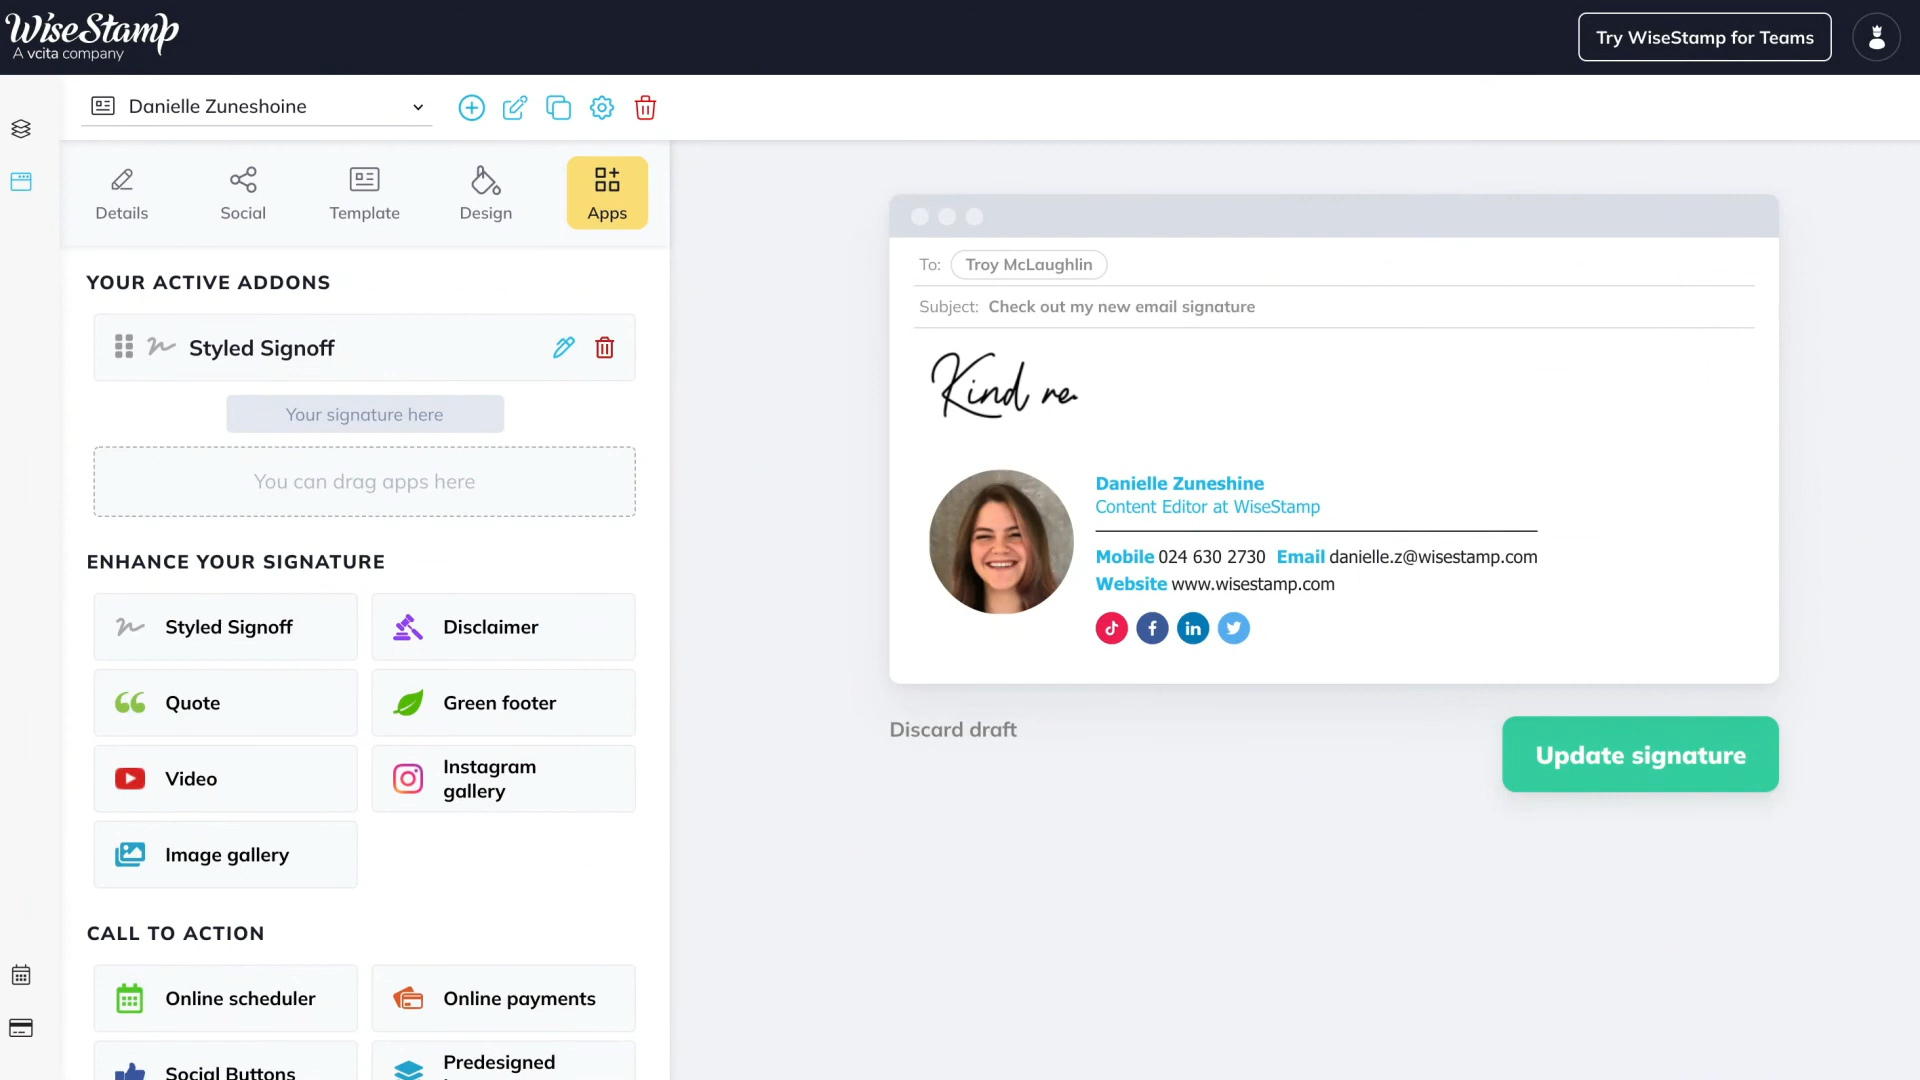 WiseStamp
A vcita company
Try WiseStamp for Teams
Danielle Zuneshoine
Details
Social
Template
Design
Apps
YOUR ACTIVE ADDONS
Styled Signoff
Your signature here
You can drag apps here
ENHANCE YOUR SIGNATURE
Styled Signoff
Disclaimer
Quote
Green footer
Video
Instagram
gallery
Image gallery
CALL TO ACTION
Online scheduler
Online payments
Social Buttons
Predesigned
To: Troy McLaughlin
Subject: Check out my new email signature
Kind re
Danielle Zuneshine
Content Editor at WiseStamp
Mobile 024 630 2730 Email danielle.z@wisestamp.com
Website www.wisestamp.com
Discard draft
Update signature